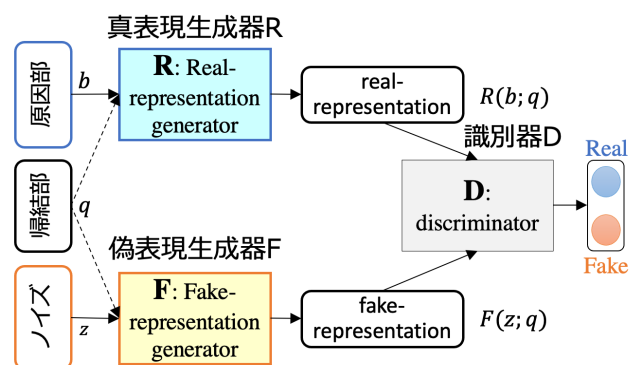 真表現生成器R
原因部
b
R: Real-
representation
generator
real-
representation
R(b; q)
識別器D
帰結部
q
D:
discriminator
Real
Fake
偽表現生成器F
ノイズ
z
F: Fake-
representation
generator
fake-
representation
F(z; q)